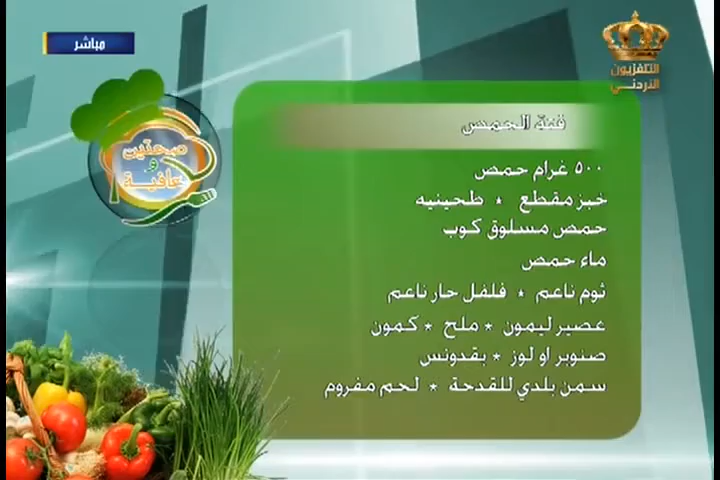 مباشر
التلفزيون
الأردني
صحتين
و
عافية
فتة الحمص
٥٠٠ غرام حمص
خبز مقطع * طحينيه
حمص مسلوق كوب
ماء حمص
ثوم ناعم * فلفل حار ناعم
عصير ليمون * ملح * كمون
صنوبر او لوز * بقدونس
سمن بلدي للقدحة * لحم مفروم